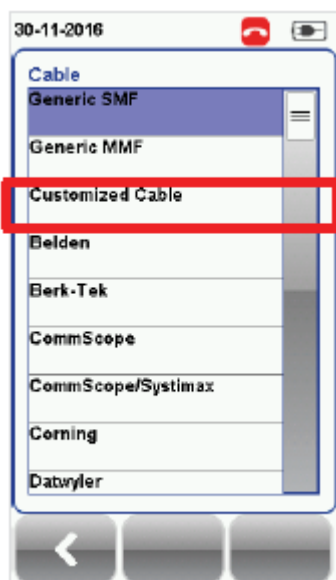 30-11-2016
Cable
Generic SMF
Generic MMF
Customized Cable
Belden
Berk-Tek
CommScope
CommScope/Systimax
Corning
Datwyler